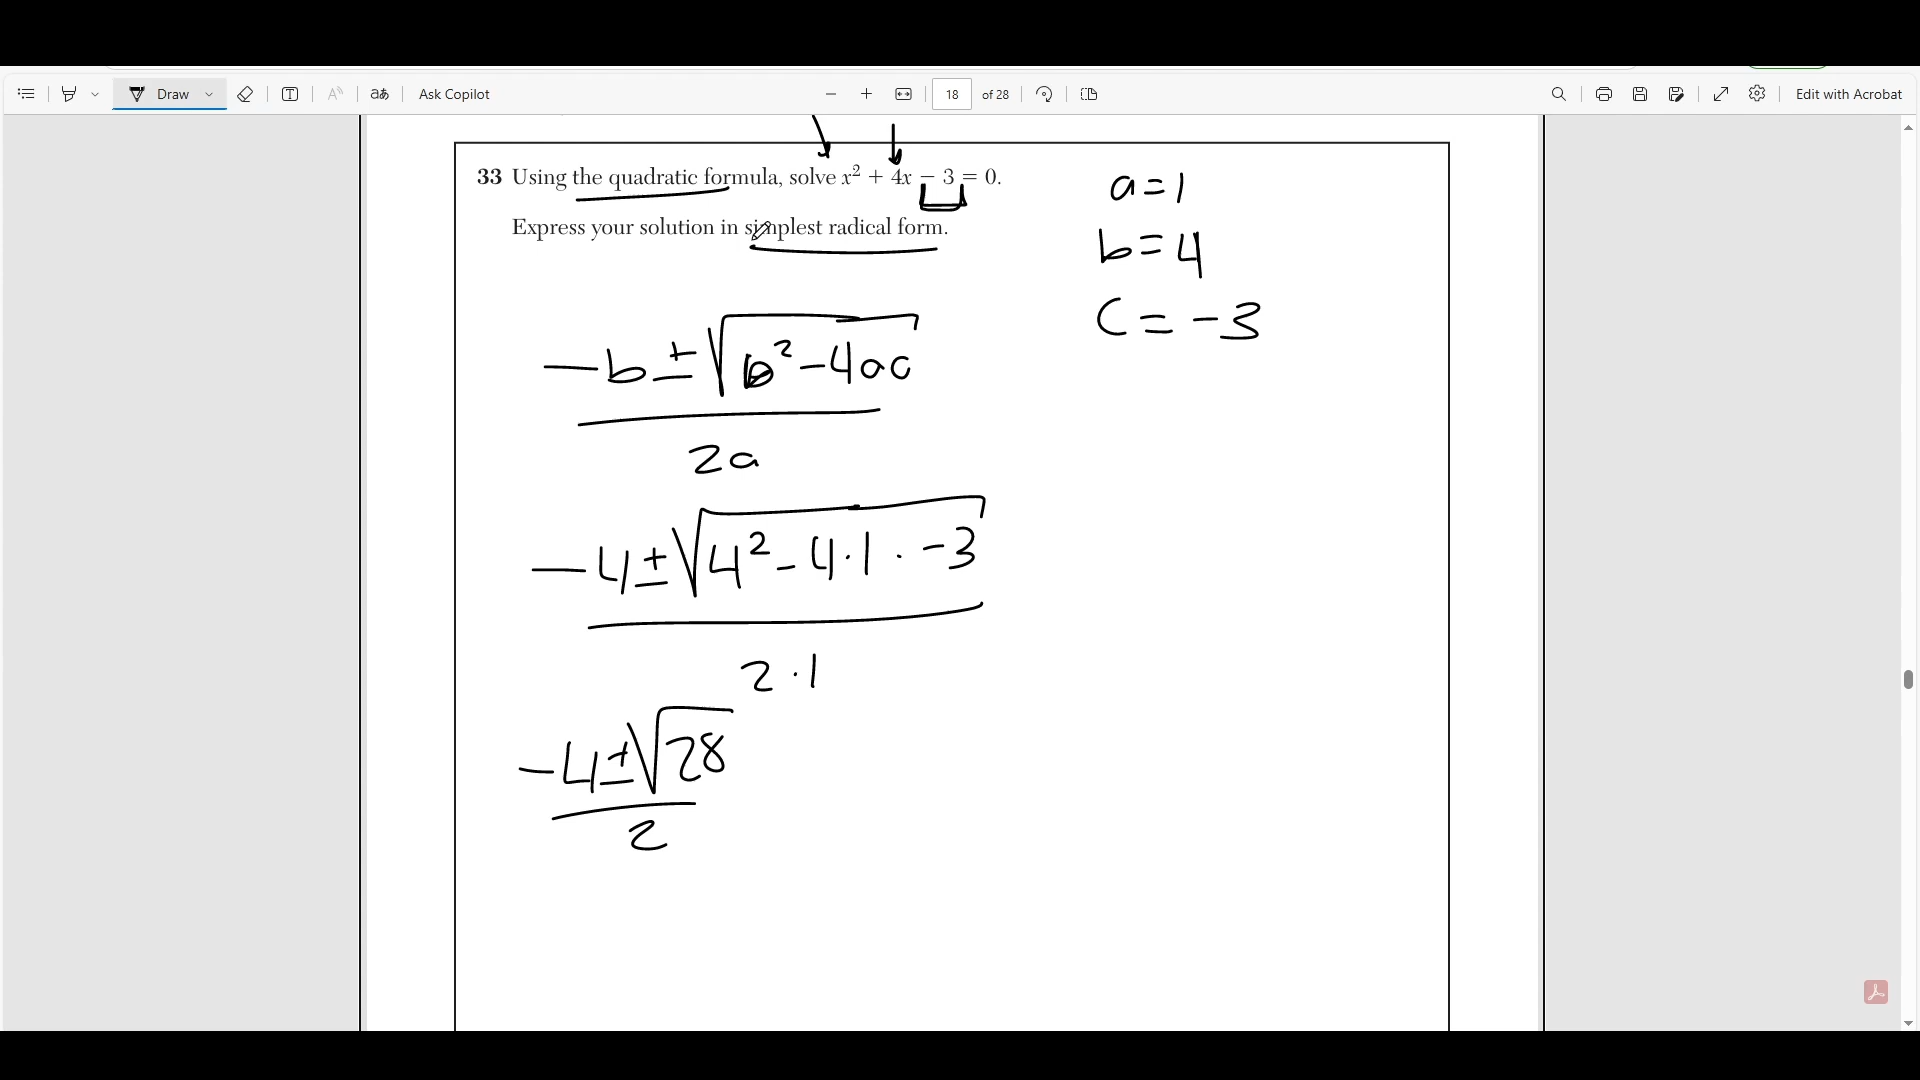 Draw
Ask Copilot
18 of 28
Edit with Acrobat
33 Using the quadratic formula, solve x² + 4x − 3 = 0.
Express your solution in simplest radical form.
a = 1
b = 4
c = -3
-b ± √(b² - 4ac)
2a
-4 ± √(4² - 4·1·-3)
2·1
-4 ± √28
2